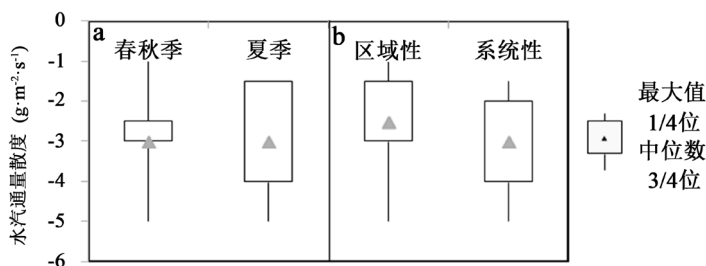 水汽通量散度 (g·m⁻²·s⁻¹)
-0
-1
-2
-3
-4
-5
-6
a
春秋季
夏季
b
区域性
系统性
最大值
1/4位
中位数
3/4位